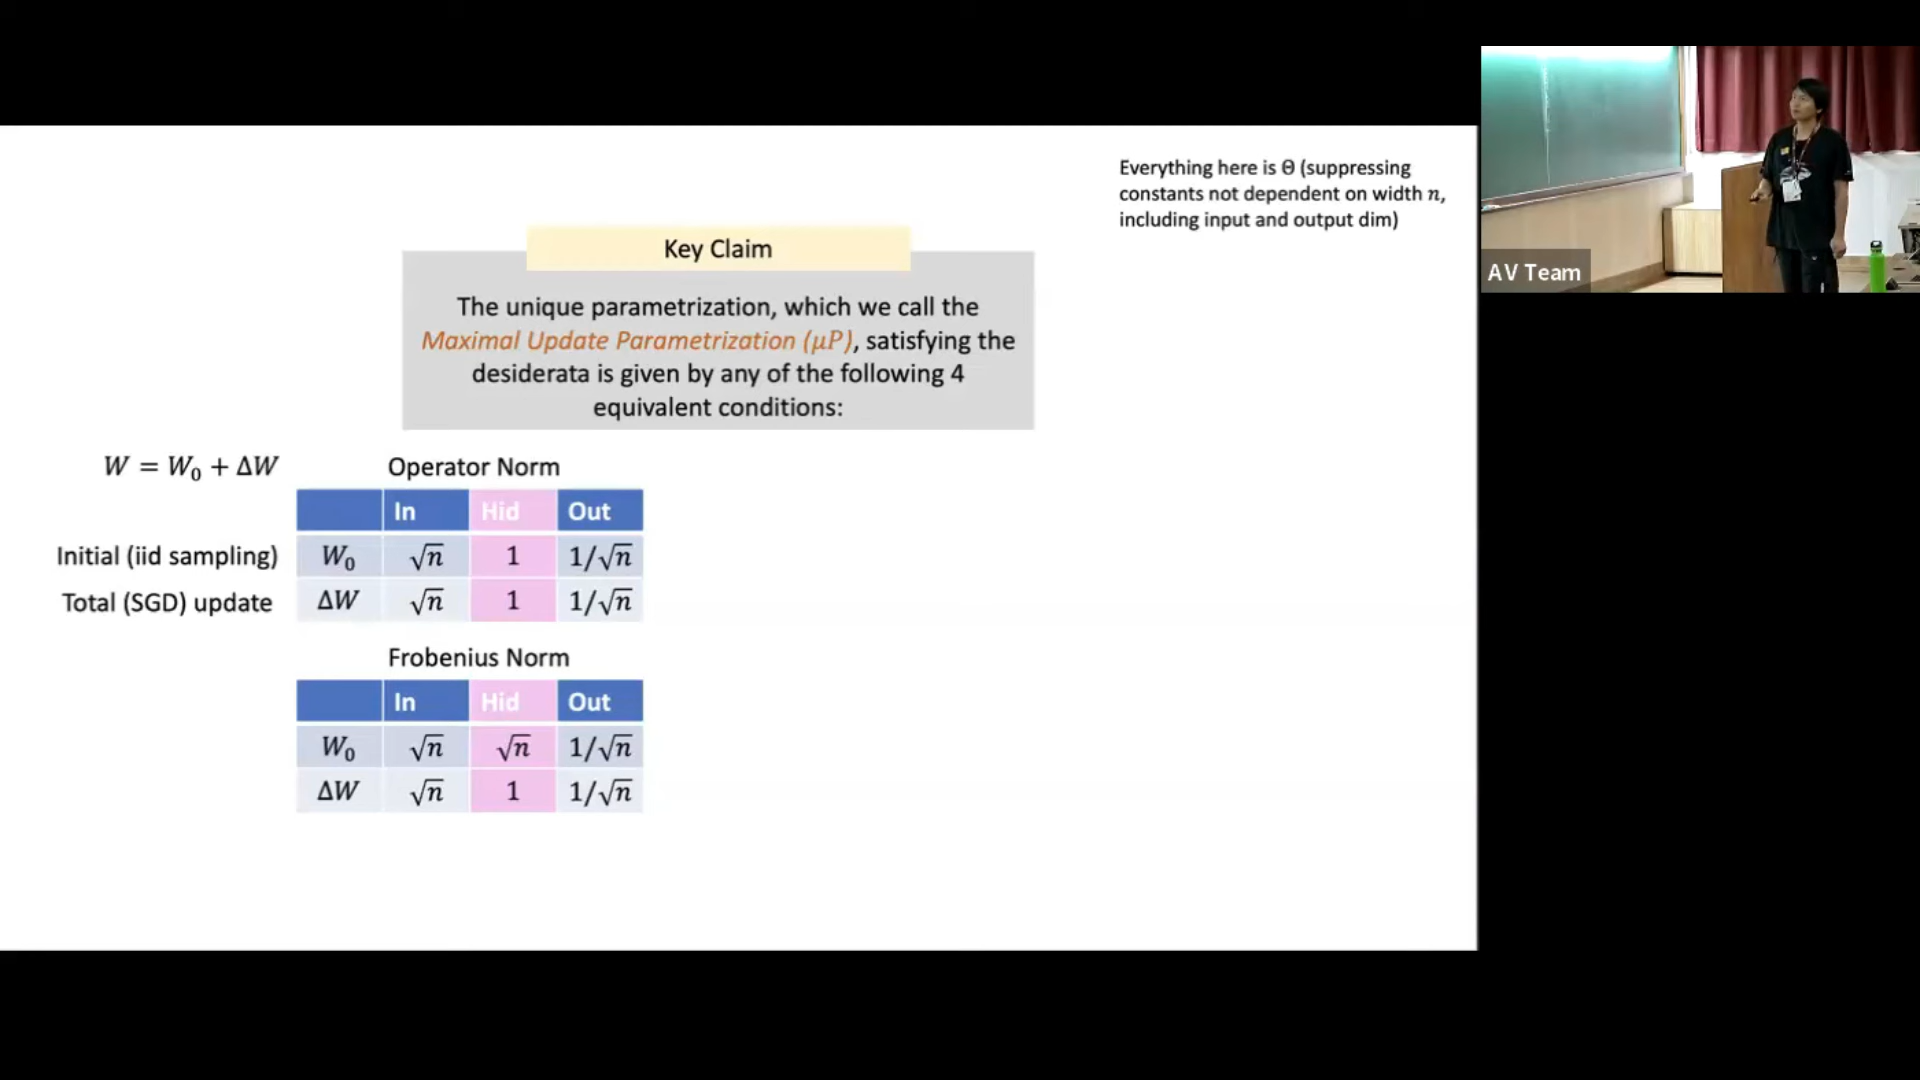 Everything here is Θ (suppressing
constants not dependent on width n,
including input and output dim)
Key Claim
The unique parametrization, which we call the
Maximal Update Parametrization (μP), satisfying the
desiderata is given by any of the following 4
equivalent conditions:
W = W₀ + ΔW
Operator Norm
In Hid Out
Initial (iid sampling) W₀ √n 1 1/√n
Total (SGD) update ΔW √n 1 1/√n
Frobenius Norm
In Hid Out
W₀ √n √n 1/√n
ΔW √n 1 1/√n
AV Team